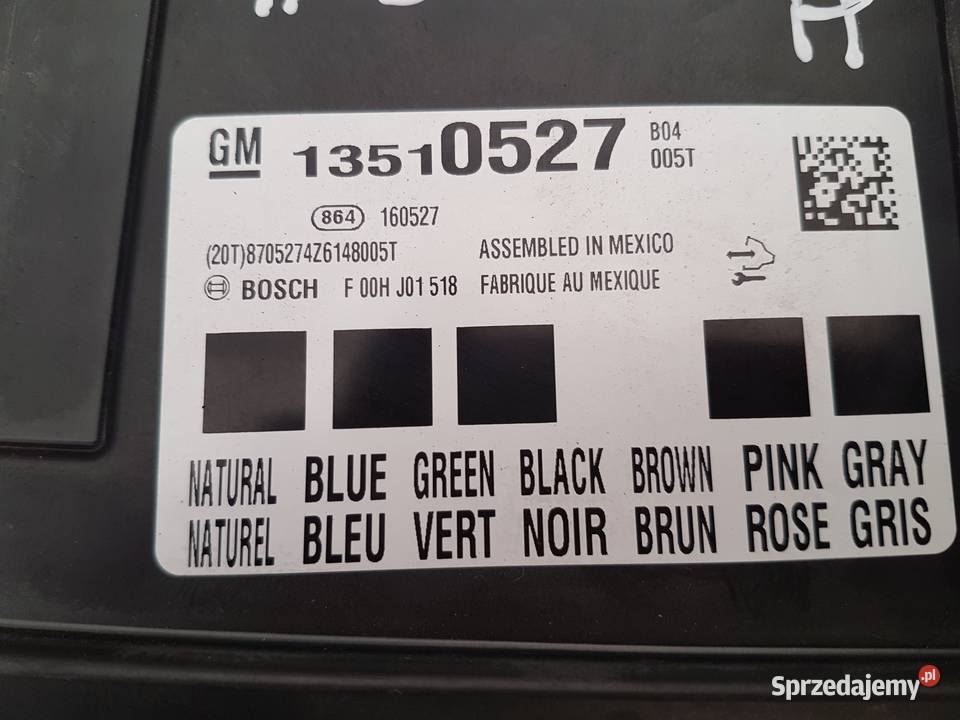 GM 13510527 B04
005T
864 160527
(20T)8705274Z6148005T ASSEMBLED IN MEXICO
BOSCH F 00H J01 518 FABRIQUE AU MEXIQUE
NATURAL BLUE GREEN BLACK BROWN PINK GRAY
NATUREL BLEU VERT NOIR BRUN ROSE GRIS
Sprzedajemy.pl